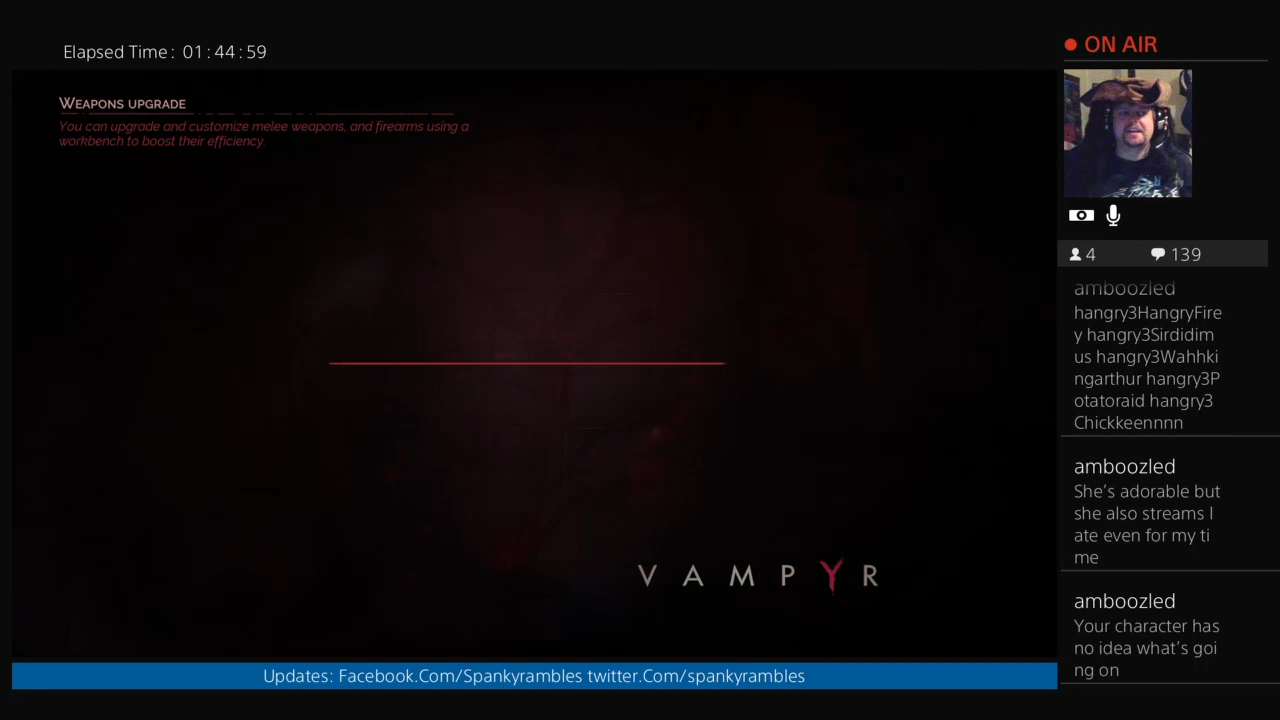 Elapsed Time: 01:44:59
ON AIR
WEAPONS UPGRADE
You can upgrade and customize melee weapons, and firearms using a
workbench to boost their efficiency.
4 139
amboozled
hangry3HangryFire
y hangry3Sirdidim
us hangry3Wahhki
ngarthur hangry3P
otatoraid hangry3
Chickkeennnn
amboozled
She's adorable but
she also streams l
ate even for my ti
me
amboozled
Your character has
no idea what's goi
ng on
VAMPYR
Updates: Facebook.Com/Spankyrambles twitter.Com/spankyrambles